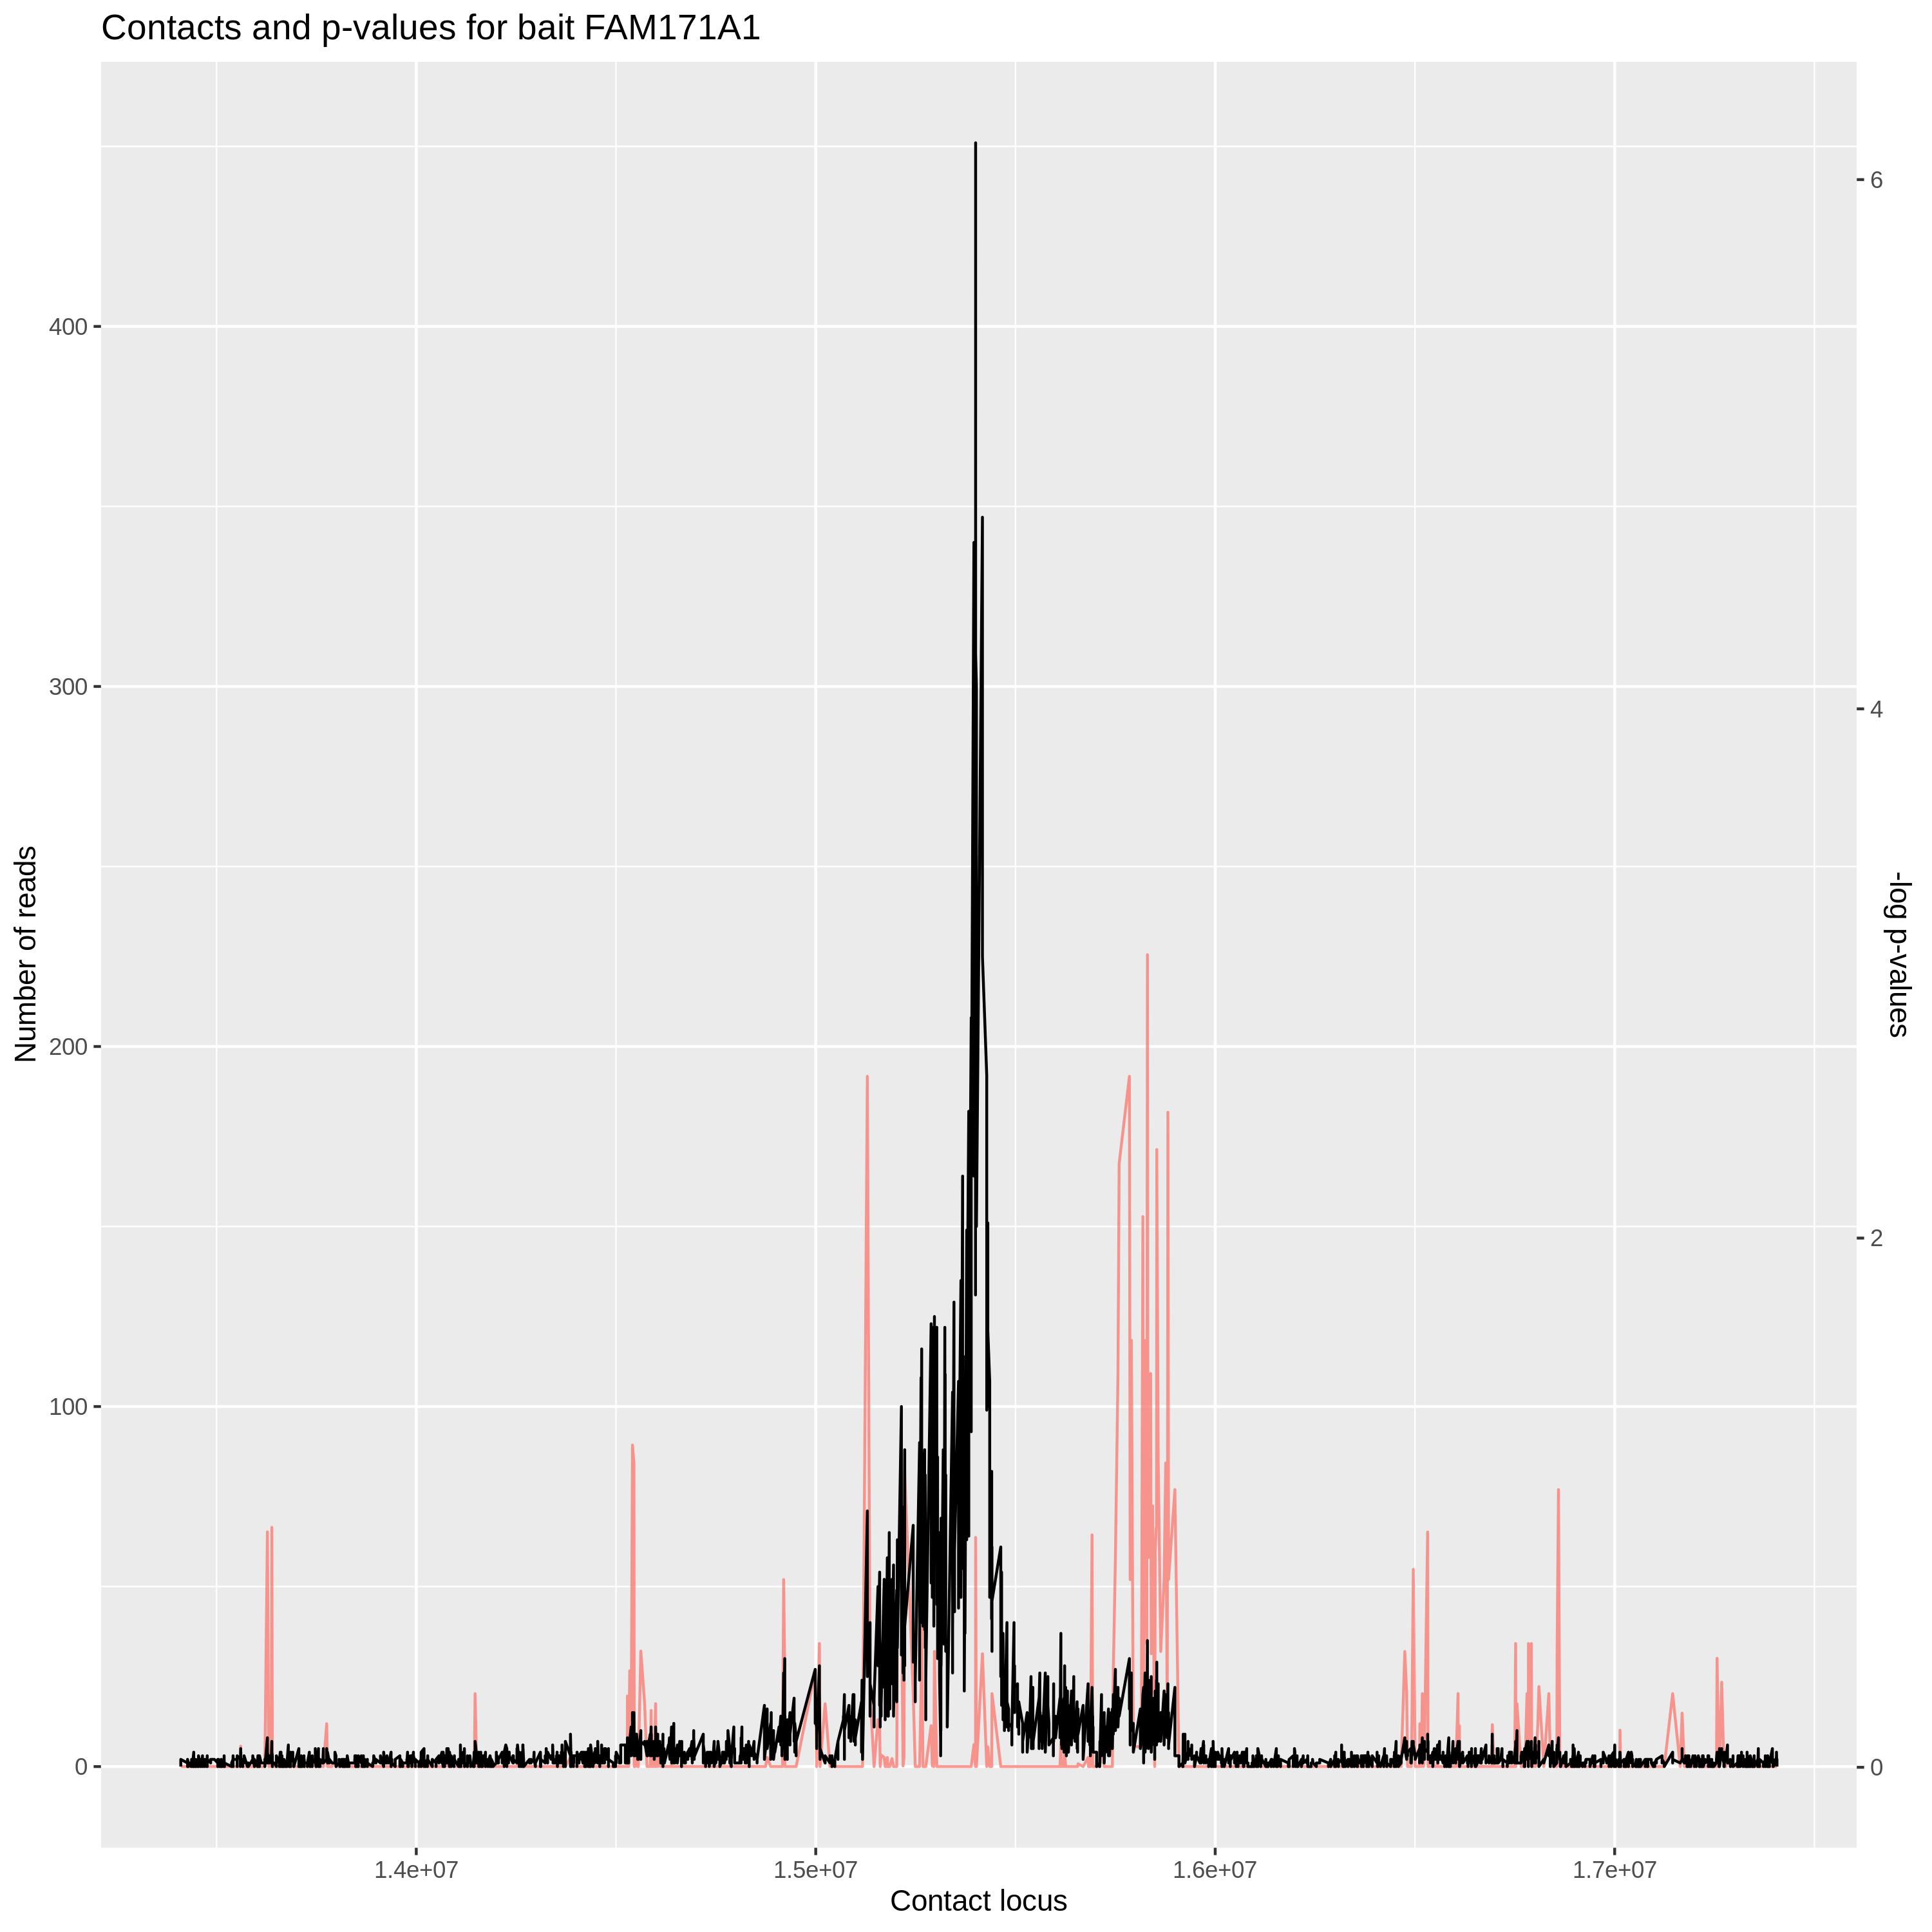 Contacts and p-values for bait FAM171A1
Number of reads
400
300
200
100
0
6
4
2
0
-log p-values
1.4e+07 1.5e+07 1.6e+07 1.7e+07
Contact locus